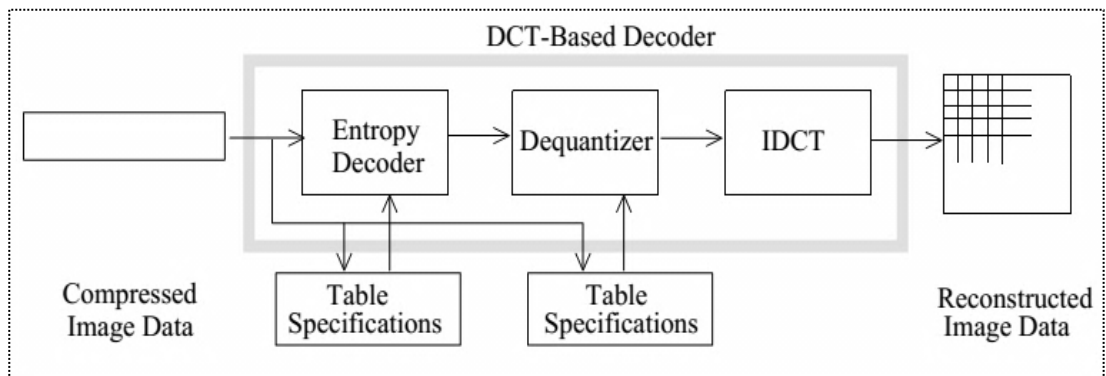 DCT-Based Decoder
Entropy
Decoder
Dequantizer
IDCT
Compressed
Image Data
Table
Specifications
Table
Specifications
Reconstructed
Image Data